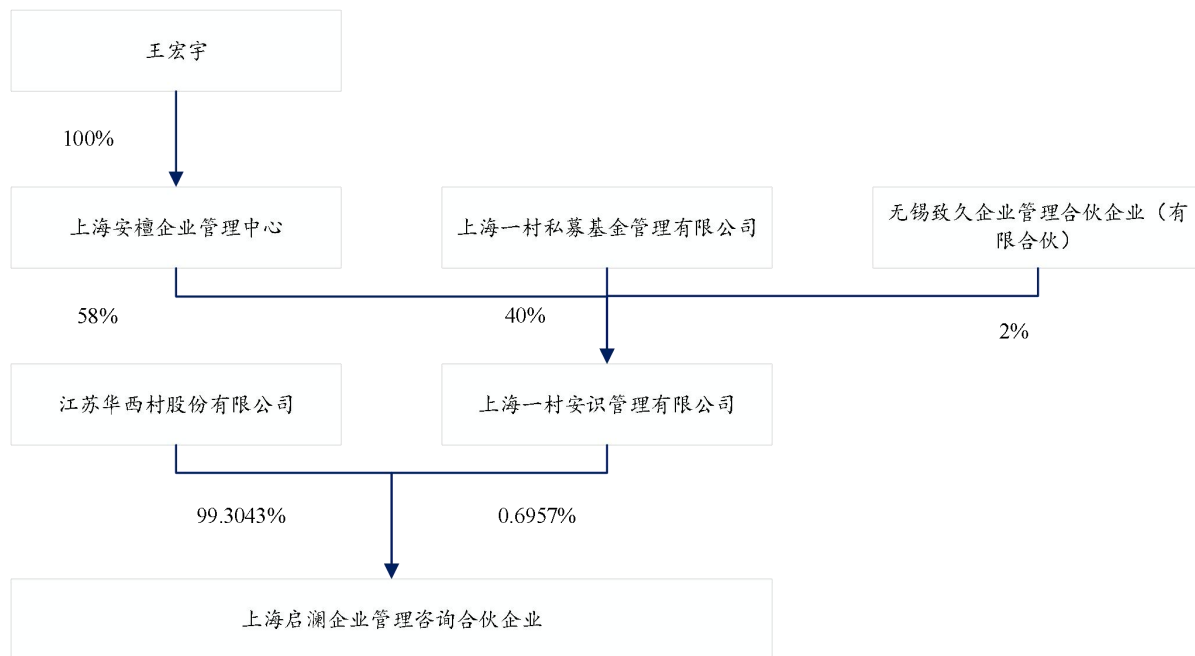 王宏宇
100%
上海安檀企业管理中心
上海一村私募基金管理有限公司
无锡致久企业管理合伙企业（有
限合伙）
58%
40%
2%
江苏华西村股份有限公司
上海一村安识管理有限公司
99.3043%
0.6957%
上海启澜企业管理咨询合伙企业